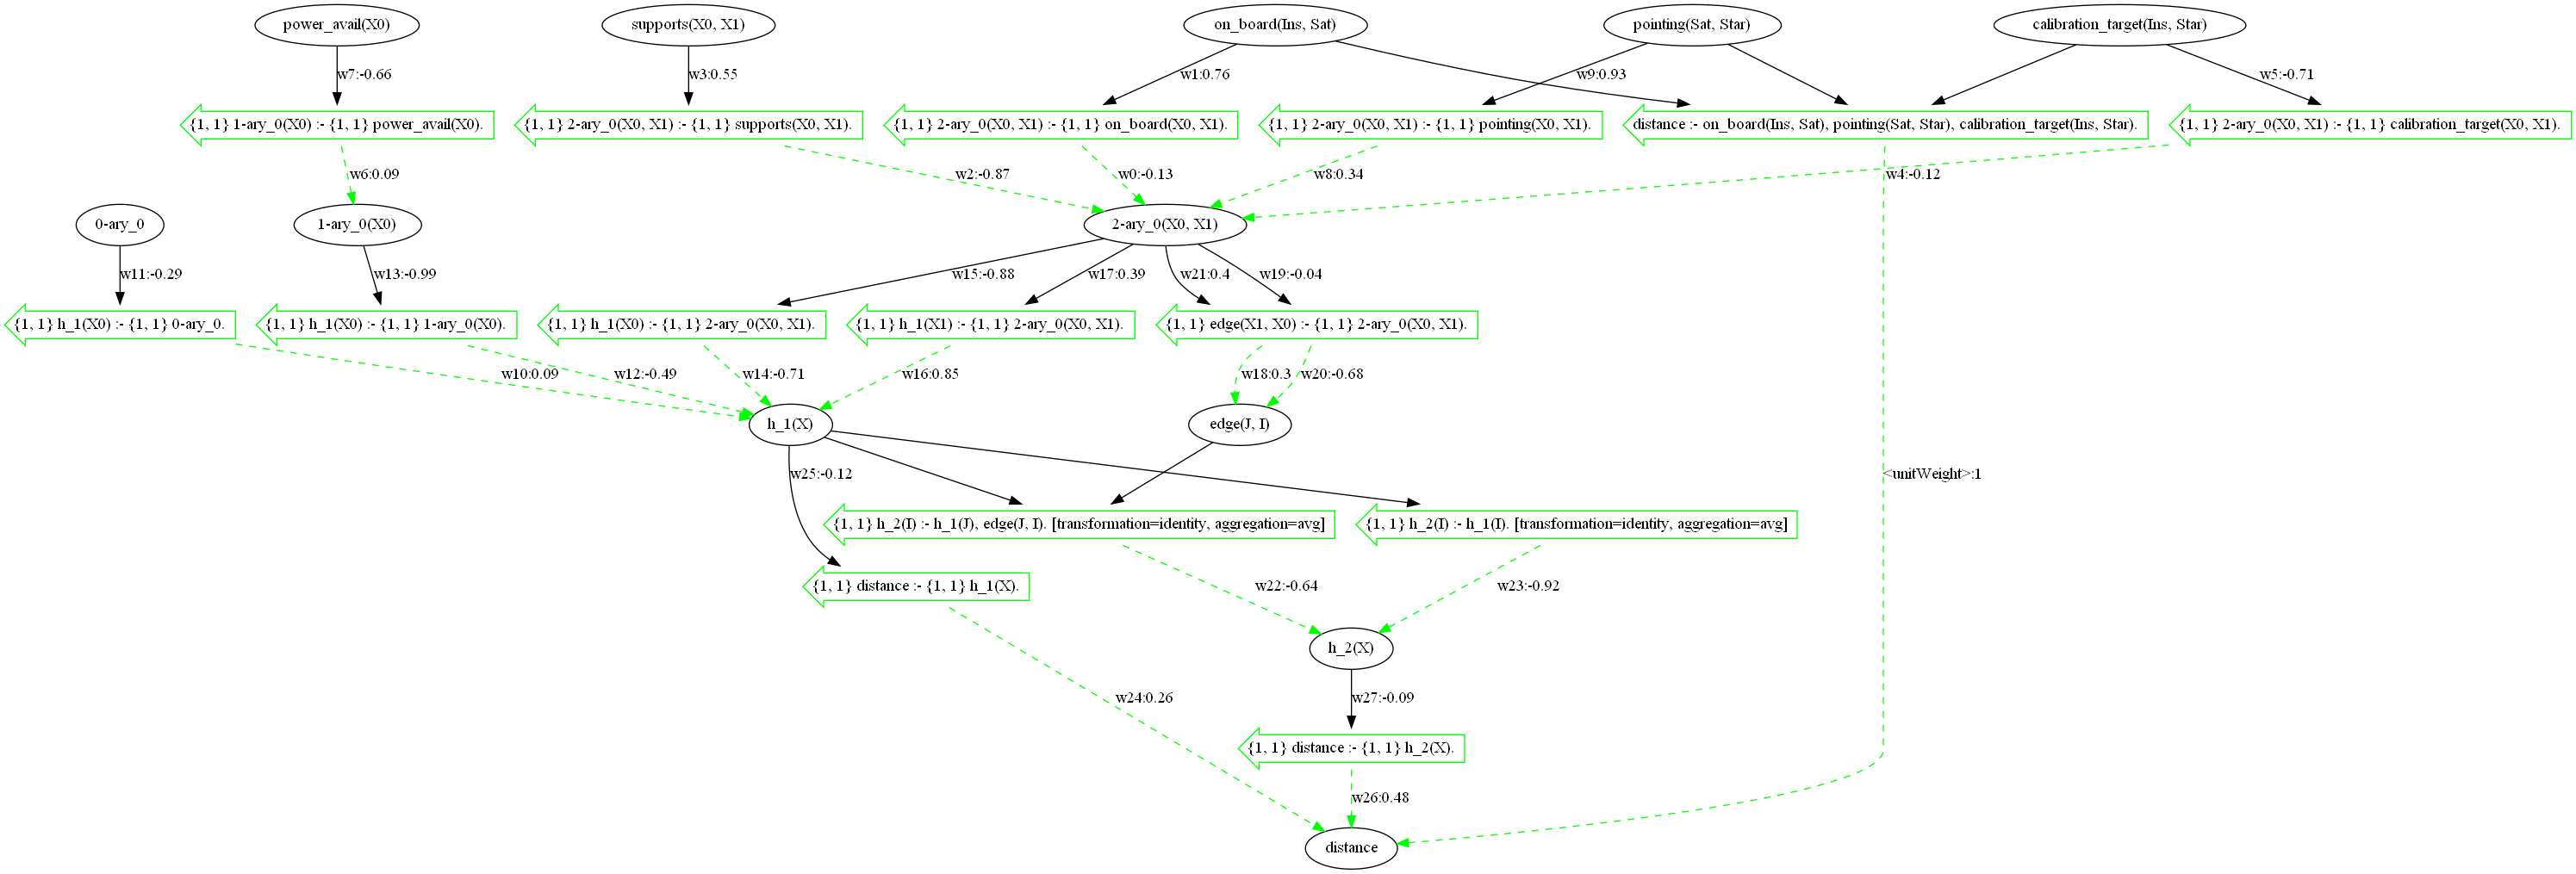 power_avail(X0)
supports(X0, X1)
on_board(Ins, Sat)
pointing(Sat, Star)
calibration_target(Ins, Star)
w7:-0.66
w3:0.55
w1:0.76
w9:0.93
w5:-0.71
{1, 1} 1-ary_0(X0) :- {1, 1} power_avail(X0).
{1, 1} 2-ary_0(X0, X1) :- {1, 1} supports(X0, X1).
{1, 1} 2-ary_0(X0, X1) :- {1, 1} on_board(X0, X1).
{1, 1} 2-ary_0(X0, X1) :- {1, 1} pointing(X0, X1).
distance :- on_board(Ins, Sat), pointing(Sat, Star), calibration_target(Ins, Star).
{1, 1} 2-ary_0(X0, X1) :- {1, 1} calibration_target(X0, X1).
w6:0.09
w2:-0.87
w0:-0.13
w8:0.34
w4:-0.12
0-ary_0
1-ary_0(X0)
2-ary_0(X0, X1)
w11:-0.29
w13:-0.99
w15:-0.88
w17:0.39
w21:0.4
w19:-0.04
{1, 1} h_1(X0) :- {1, 1} 0-ary_0.
{1, 1} h_1(X0) :- {1, 1} 1-ary_0(X0).
{1, 1} h_1(X0) :- {1, 1} 2-ary_0(X0, X1).
{1, 1} h_1(X1) :- {1, 1} 2-ary_0(X0, X1).
{1, 1} edge(X1, X0) :- {1, 1} 2-ary_0(X0, X1).
w10:0.09
w12:-0.49
w14:-0.71
w16:0.85
w18:0.3
w20:-0.68
h_1(X)
edge(J, I)
w25:-0.12
<unitWeight>:1
{1, 1} h_2(I) :- h_1(J), edge(J, I). [transformation=identity, aggregation=avg]
{1, 1} h_2(I) :- h_1(I). [transformation=identity, aggregation=avg]
{1, 1} distance :- {1, 1} h_1(X).
w22:-0.64
w23:-0.92
h_2(X)
w24:0.26
w27:-0.09
{1, 1} distance :- {1, 1} h_2(X).
w26:0.48
distance